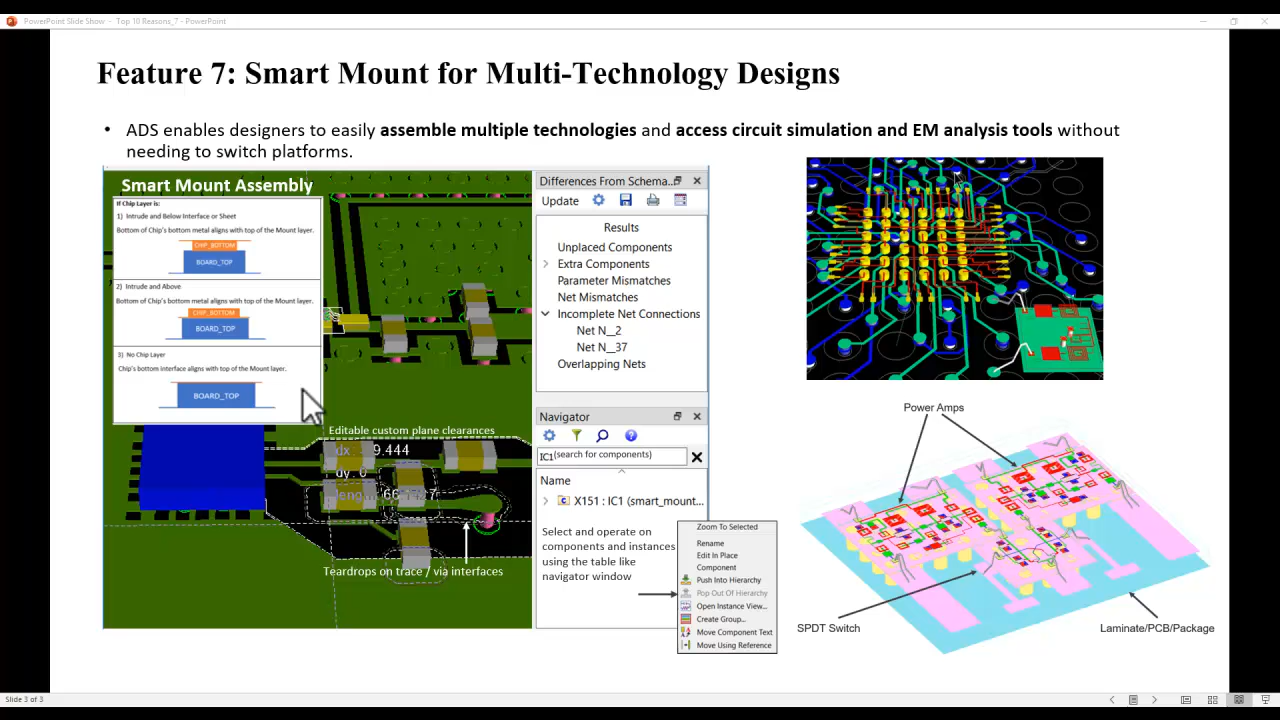 PowerPoint Slide Show - Top 10 Reasons_7 - PowerPoint
Feature 7: Smart Mount for Multi-Technology Designs
• ADS enables designers to easily assemble multiple technologies and access circuit simulation and EM analysis tools without
needing to switch platforms.
Smart Mount Assembly
If Chip Layer is:
1) Intrude and Below Interface or Sheet
Bottom of Chip's bottom metal aligns with top of the Mount layer.
CHIP_BOTTOM
BOARD_TOP
2) Intrude and Above
Bottom of Chip's bottom metal aligns with top of the Mount layer.
CHIP_BOTTOM
BOARD_TOP
3) No Chip Layer
Chip's bottom interface aligns with top of the Mount layer.
BOARD_TOP
Editable custom plane clearances
dy: 0
Teardrops on trace / via interfaces
Differences From Schema...
Update
Results
Unplaced Components
Extra Components
Parameter Mismatches
Net Mismatches
Incomplete Net Connections
Net N__2
Net N__37
Overlapping Nets
Navigator
IC1(search for components)
Name
X151 : IC1 (smart_mount...
Select and operate on
components and instances
using the table like
navigator window
Zoom To Selected
Rename
Edit In Place
Component
Push Into Hierarchy
Pop Out Of Hierarchy
Open Instance View...
Create Group...
Move Component Text
Move Using Reference
Power Amps
SPDT Switch
Laminate/PCB/Package
Slide 3 of 3